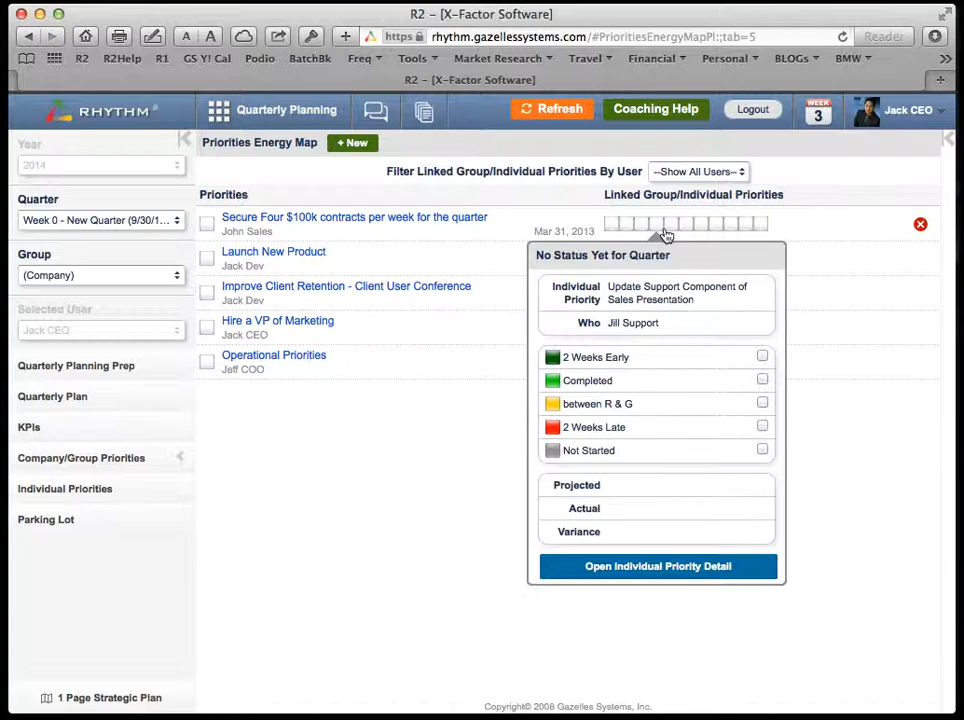 R2 – [X-Factor Software]
https rhythm.gazellessystems.com/#PrioritiesEnergyMapPl:;tab=5 Reader
A A
R2 R2Help R1 GS Y! Cal Podio BatchBk Freq Tools Market Research Travel Financial Personal BLOGs BMW
R2 – [X-Factor Software]
RHYTHM Quarterly Planning Refresh Coaching Help Logout WEEK 3 Jack CEO
Year
2014
Quarter
Week 0 - New Quarter (9/30/1...
Group
(Company)
Selected User
Jack CEO
Quarterly Planning Prep
Quarterly Plan
KPIs
Company/Group Priorities
Individual Priorities
Parking Lot
1 Page Strategic Plan
Priorities Energy Map + New
Filter Linked Group/Individual Priorities By User --Show All Users--
Priorities Linked Group/Individual Priorities
Secure Four $100k contracts per week for the quarter
John Sales Mar 31, 2013
Launch New Product
Jack Dev
Improve Client Retention - Client User Conference
Jack Dev
Hire a VP of Marketing
Jack CEO
Operational Priorities
Jeff COO
No Status Yet for Quarter
Individual Priority Update Support Component of
Sales Presentation
Who Jill Support
2 Weeks Early
Completed
between R & G
2 Weeks Late
Not Started
Projected
Actual
Variance
Open Individual Priority Detail
Copyright© 2008 Gazelles Systems, Inc.